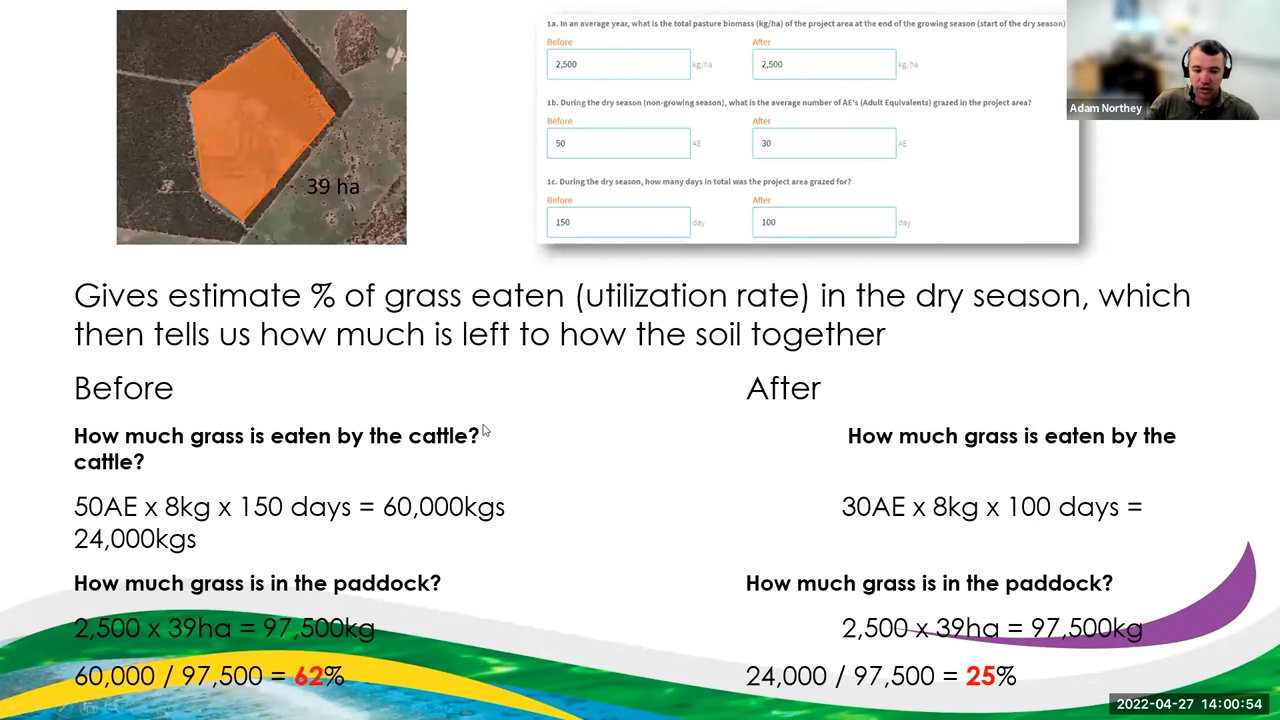 39 ha
1a. In an average year, what is the total pasture biomass (kg/ha) of the project area at the end of the growing season (start of the dry season)
Before After
2,500 kg/ha 2,500 kg/ha
1b. During the dry season (non-growing season), what is the average number of AE's (Adult Equivalents) grazed in the project area?
Before After
50 AE 30 AE
1c. During the dry season, how many days in total was the project area grazed for?
Before After
150 day 100 day
Adam Northey
Gives estimate % of grass eaten (utilization rate) in the dry season, which
then tells us how much is left to how the soil together
Before After
How much grass is eaten by the cattle? How much grass is eaten by the
cattle?
50AE x 8kg x 150 days = 60,000kgs 30AE x 8kg x 100 days =
24,000kgs
How much grass is in the paddock? How much grass is in the paddock?
2,500 x 39ha = 97,500kg 2,500 x 39ha = 97,500kg
60,000 / 97,500 = 62% 24,000 / 97,500 = 25%
2022-04-27 14:00:54